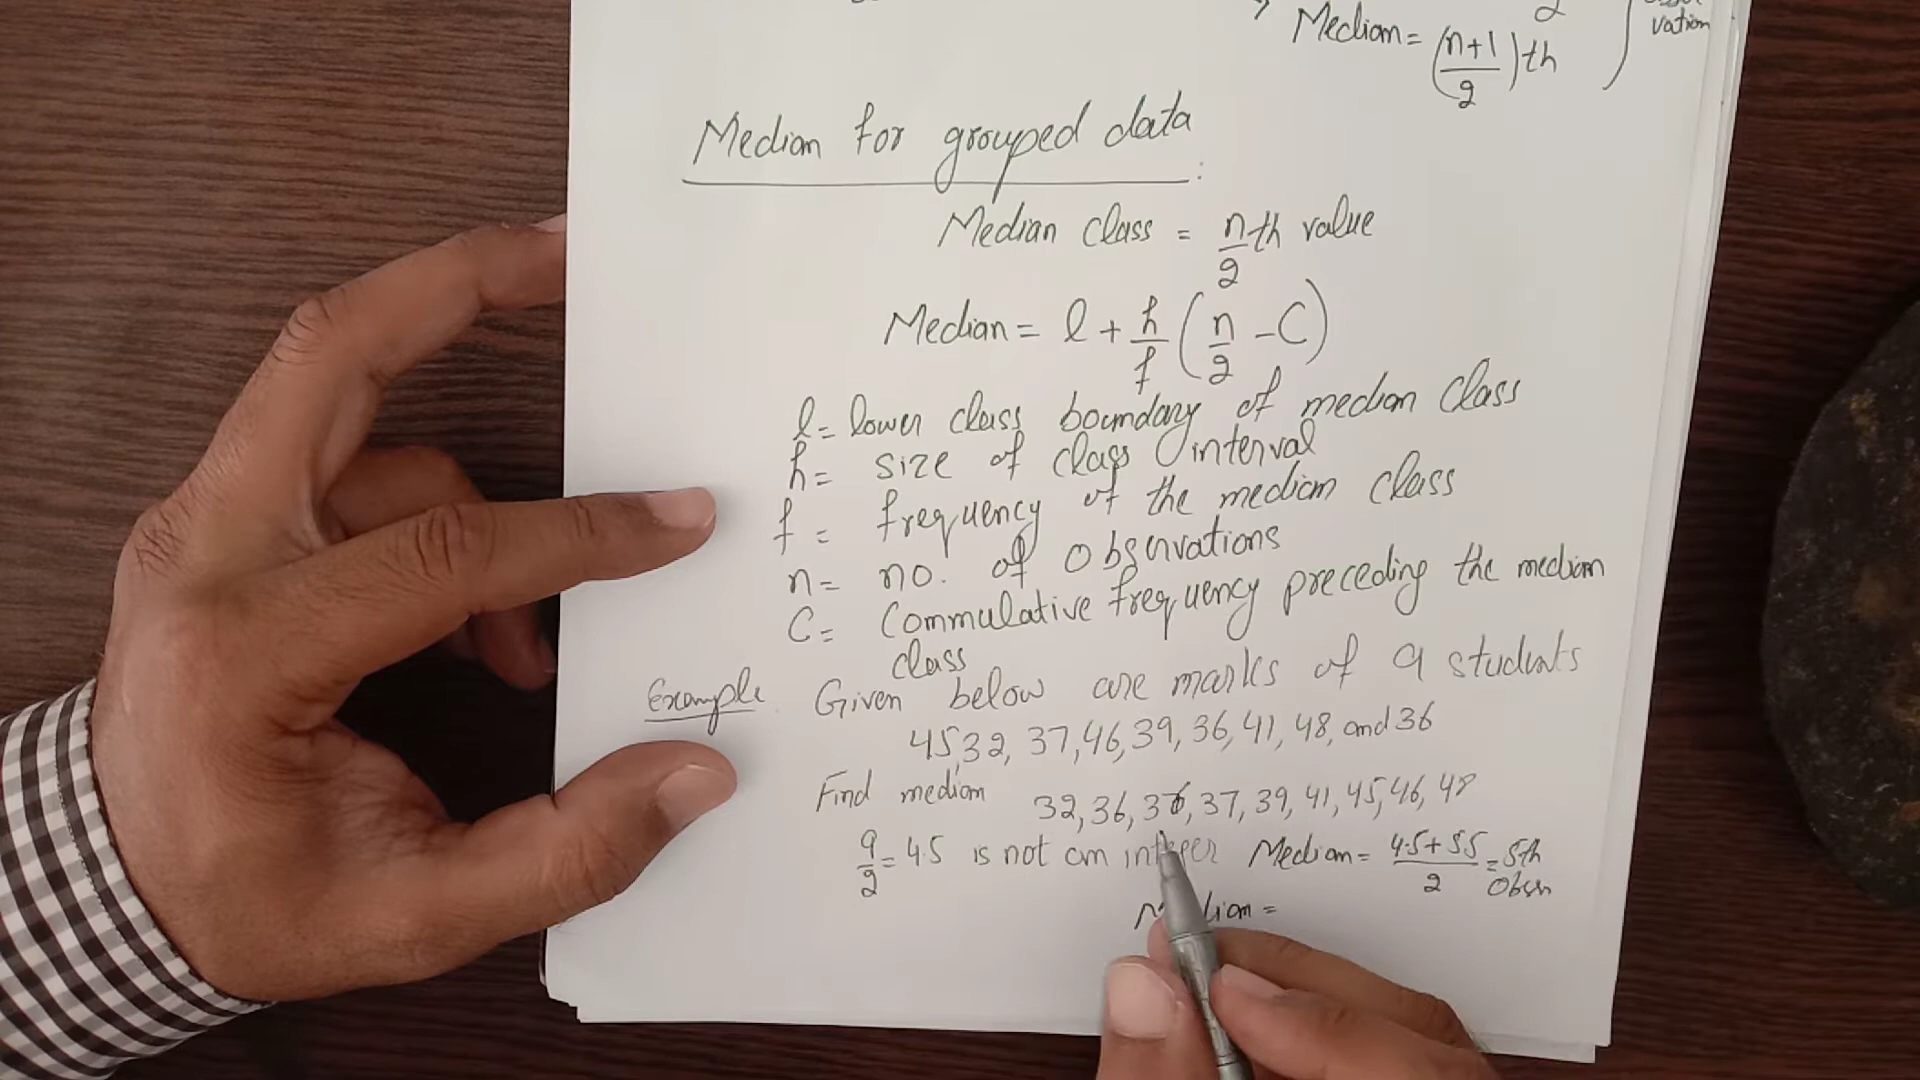 2
vation
Median = (n+1/2)th
Median for grouped data :
Median class = n/2 th value
Median = l + h/f (n/2 - C)
l = lower class boundary of median class
h = size of class interval
f = frequency of the median class
n = no. of Observations
C = Commulative frequency preceding the median
class
Example. Given below are marks of 9 students
45, 32, 37, 46, 39, 36, 41, 48, and 36
Find median 32, 36, 36, 37, 39, 41, 45, 46, 48
9/2 = 4.5 is not an integer Median = 4.5+5.5/2 = 5th
Obsn
Median =